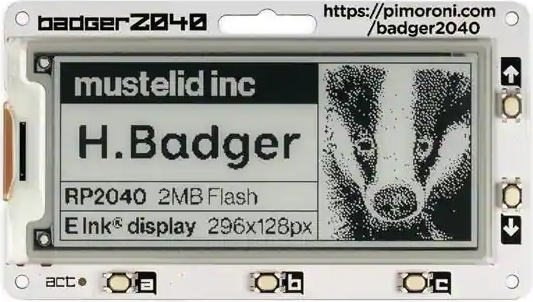 badger2040
https://pimoroni.com
/badger2040
mustelid inc
H.Badger
RP2040 2MB Flash
E Ink® display 296x128px
act
a
b
c